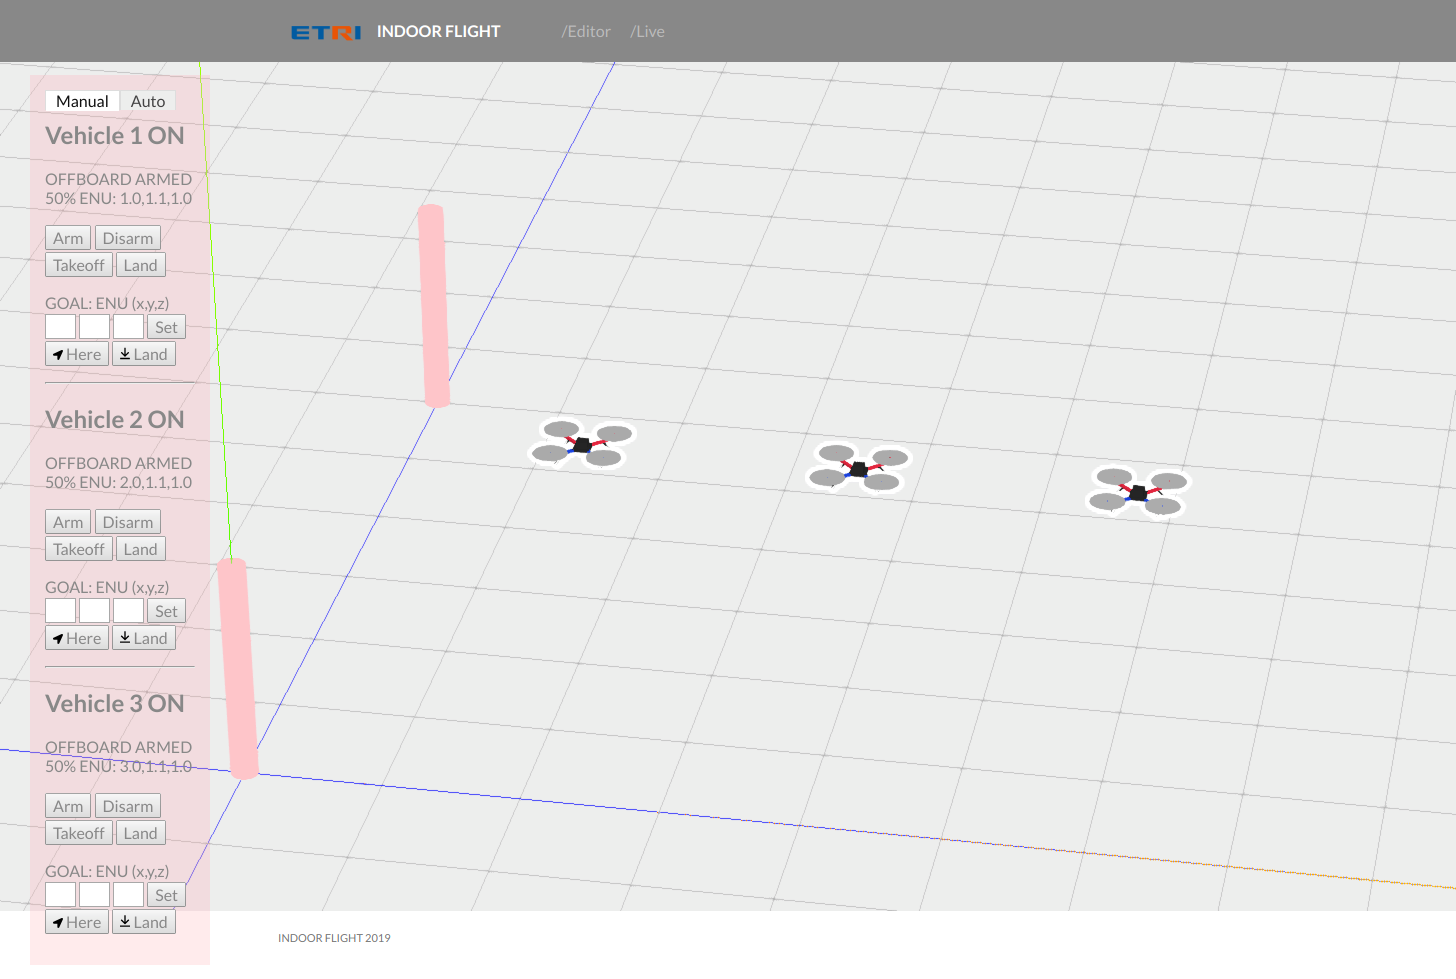 ETRI INDOOR FLIGHT /Editor /Live
Manual Auto
Vehicle 1 ON
OFFBOARD ARMED
50% ENU: 1.0,1.1,1.0
Arm Disarm
Takeoff Land
GOAL: ENU (x,y,z)
Set
Here Land
Vehicle 2 ON
OFFBOARD ARMED
50% ENU: 2.0,1.1,1.0
Arm Disarm
Takeoff Land
GOAL: ENU (x,y,z)
Set
Here Land
Vehicle 3 ON
OFFBOARD ARMED
50% ENU: 3.0,1.1,1.0
Arm Disarm
Takeoff Land
GOAL: ENU (x,y,z)
Set
Here Land
INDOOR FLIGHT 2019